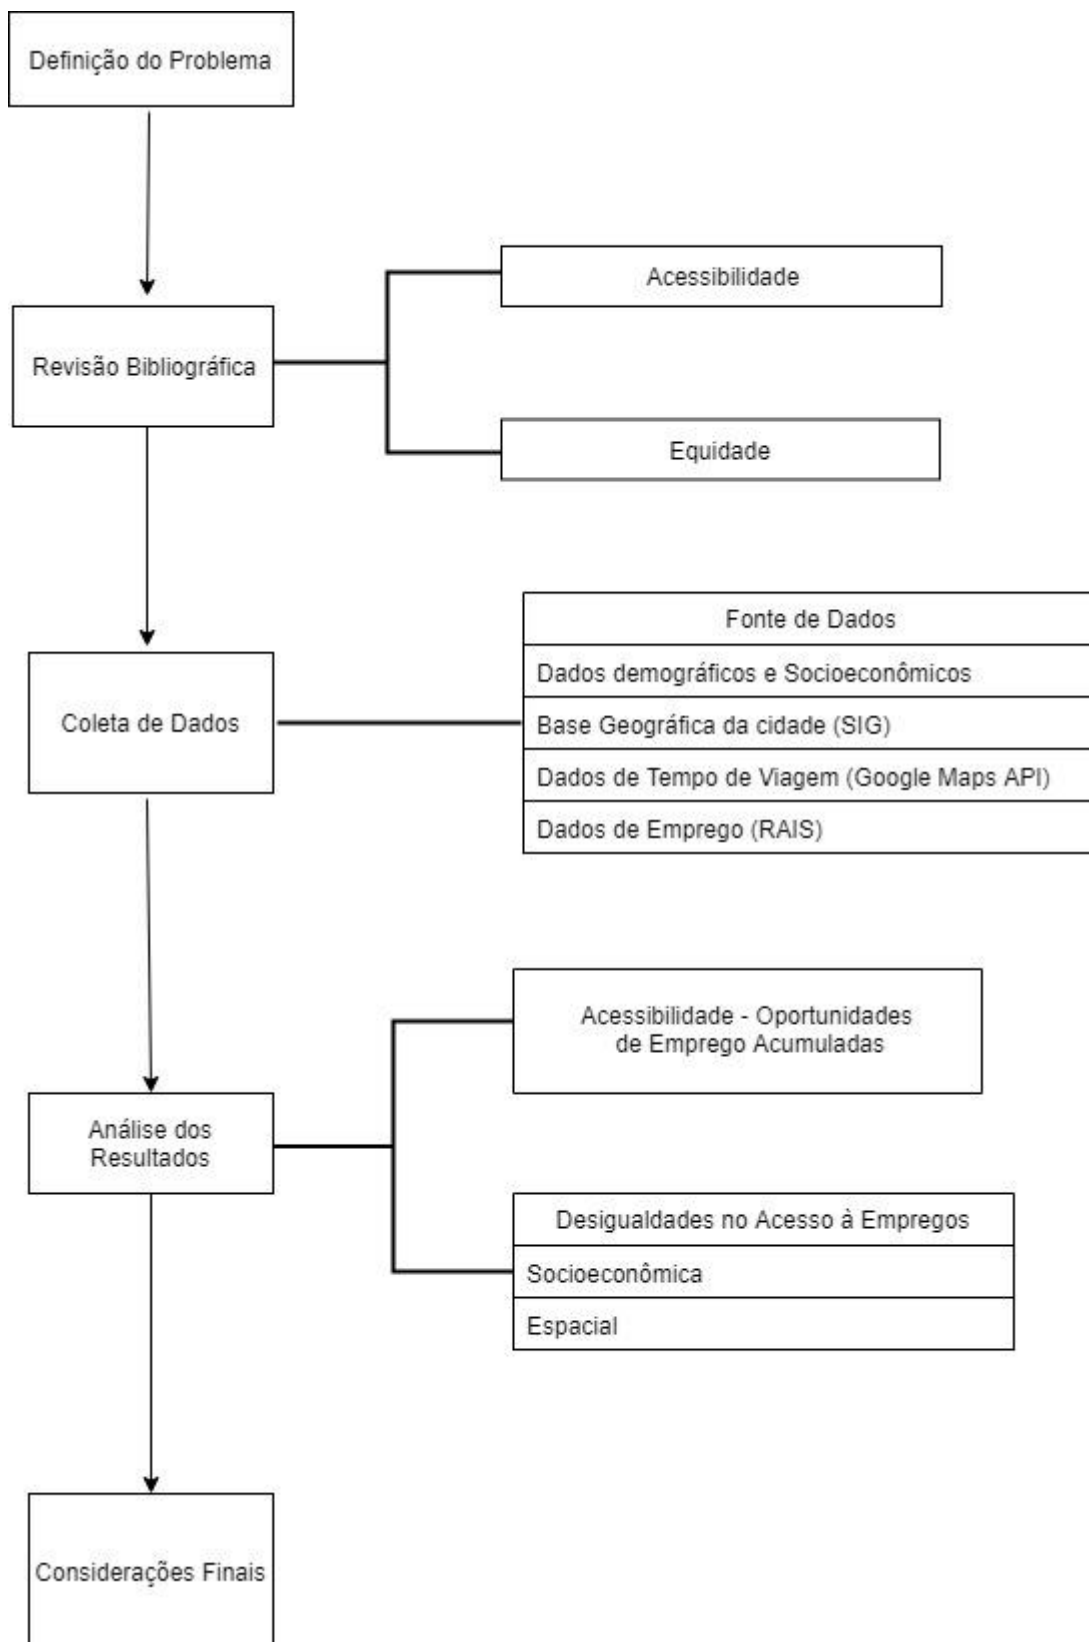 Definição do Problema
Acessibilidade
Revisão Bibliográfica
Equidade
Fonte de Dados
Dados demográficos e Socioeconômicos
Coleta de Dados
Base Geográfica da cidade (SIG)
Dados de Tempo de Viagem (Google Maps API)
Dados de Emprego (RAIS)
Acessibilidade - Oportunidades
de Emprego Acumuladas
Análise dos
Resultados
Desigualdades no Acesso à Empregos
Socioeconômica
Espacial
Considerações Finais